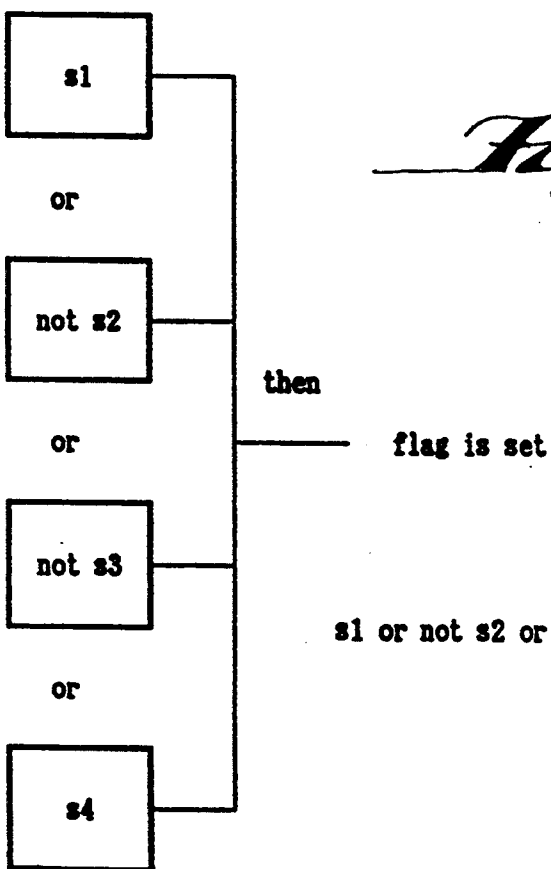 s1
or
not s2
then
or
flag is set
not s3
s1 or not s2 or
or
s4